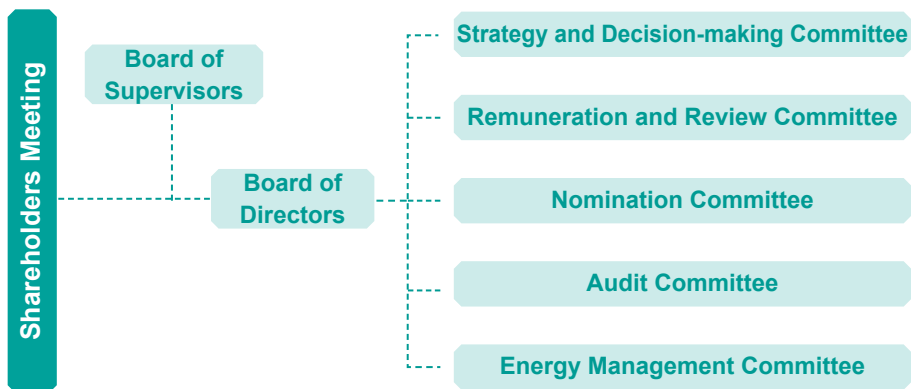 Shareholders Meeting
Board of
Supervisors
Board of
Directors
Strategy and Decision-making Committee
Remuneration and Review Committee
Nomination Committee
Audit Committee
Energy Management Committee